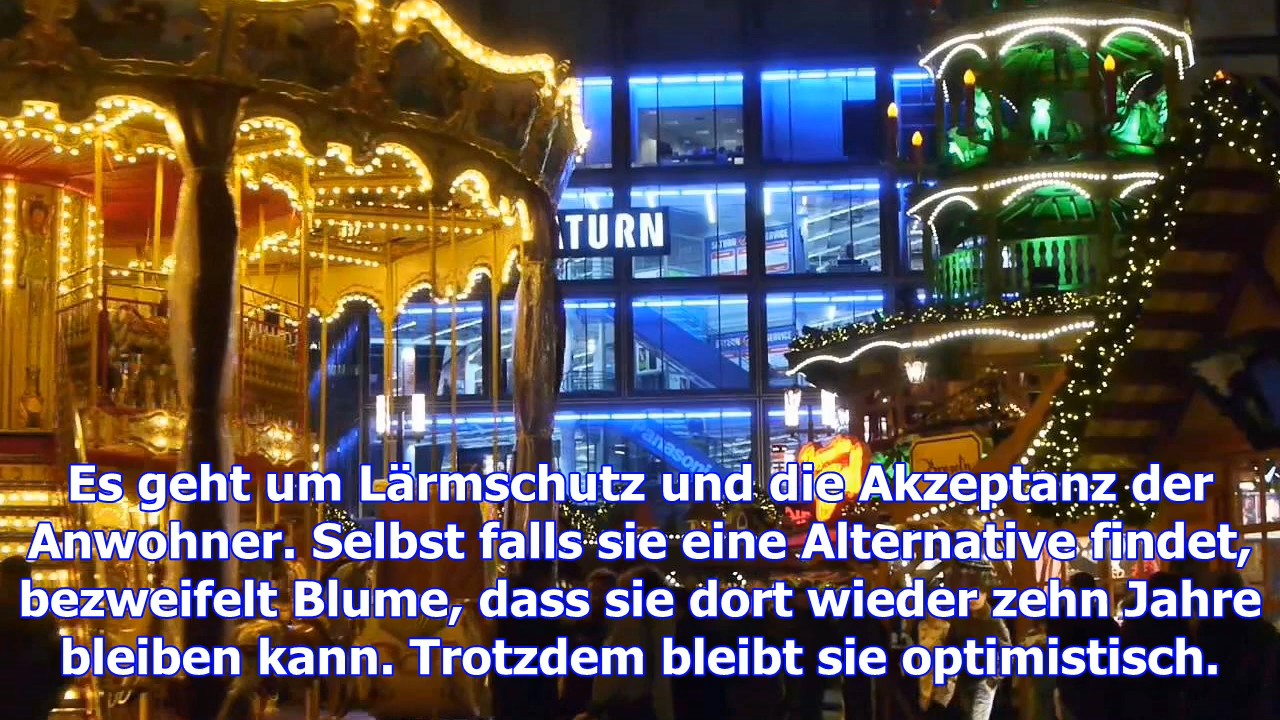 ATURN
Panasonic
Es geht um Lärmschutz und die Akzeptanz der
Anwohner. Selbst falls sie eine Alternative findet,
bezweifelt Blume, dass sie dort wieder zehn Jahre
bleiben kann. Trotzdem bleibt sie optimistisch.